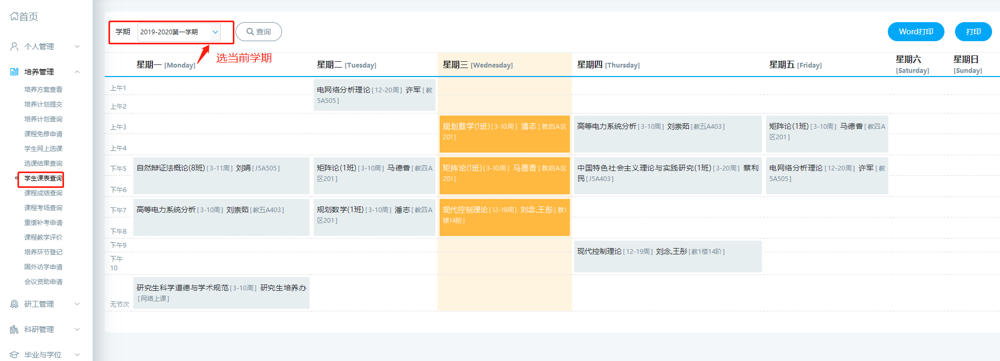 首页
个人管理
培养管理
培养方案查看
培养计划提交
培养计划查询
课程免修申请
学生网上选课
选课结果查询
学生课表查询
课程成绩查询
课程考场查询
重缓补考申请
课程教学评价
培养环节登记
国外访学申请
会议资助申请
研工管理
科研管理
毕业与学位
学期 2019-2020第一学期 查询 Word打印 打印
选当前学期
星期一 [Monday] 星期二 [Tuesday] 星期三 [Wednesday] 星期四 [Thursday] 星期五 [Friday] 星期六 [Saturday] 星期日 [Sunday]
上午1
电网络分析理论[12-20周] 许军[教
5A505]
上午2
上午3
规划数学(1班)[3-10周] 潘志[教四A区
201]
高等电力系统分析[3-10周] 刘崇茹[教五A403]
矩阵论(1班)[3-10周] 马德香[教四A
区201]
上午4
下午5
自然辩证法概论(8班)[3-11周] 刘娟[J5A505]
矩阵论(1班)[3-10周] 马德香[教四A
区201]
矩阵论(1班)[3-10周] 马德香[教四A区
201]
中国特色社会主义理论与实践研究(1班)[3-20周] 蔡利
民[J5A403]
电网络分析理论[12-20周] 许军[教
5A505]
下午6
下午7
高等电力系统分析[3-10周] 刘崇茹[教五A403]
规划数学(1班)[3-10周] 潘志[教四A
区201]
现代控制理论[12-19周] 刘念,王彤[教1
楼14阶]
下午8
下午9
现代控制理论[12-19周] 刘念,王彤[教1楼14阶]
下午
10
研究生科学道德与学术规范[3-10周] 研究生培养办
[网络上课]
无节次